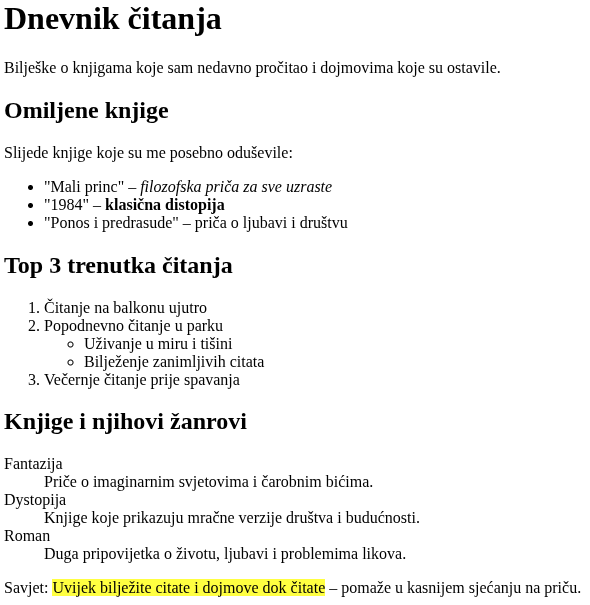 Dnevnik čitanja
Bilješke o knjigama koje sam nedavno pročitao i dojmovima koje su ostavile.
Omiljene knjige
Slijede knjige koje su me posebno oduševile:
• "Mali princ" – filozofska priča za sve uzraste
• "1984" – klasična distopija
• "Ponos i predrasude" – priča o ljubavi i društvu
Top 3 trenutka čitanja
1. Čitanje na balkonu ujutro
2. Popodnevno čitanje u parku
◦ Uživanje u miru i tišini
◦ Bilježenje zanimljivih citata
3. Večernje čitanje prije spavanja
Knjige i njihovi žanrovi
Fantazija
Priče o imaginarnim svjetovima i čarobnim bićima.
Dystopija
Knjige koje prikazuju mračne verzije društva i budućnosti.
Roman
Duga pripovijetka o životu, ljubavi i problemima likova.
Savjet: Uvijek bilježite citate i dojmove dok čitate – pomaže u kasnijem sjećanju na priču.